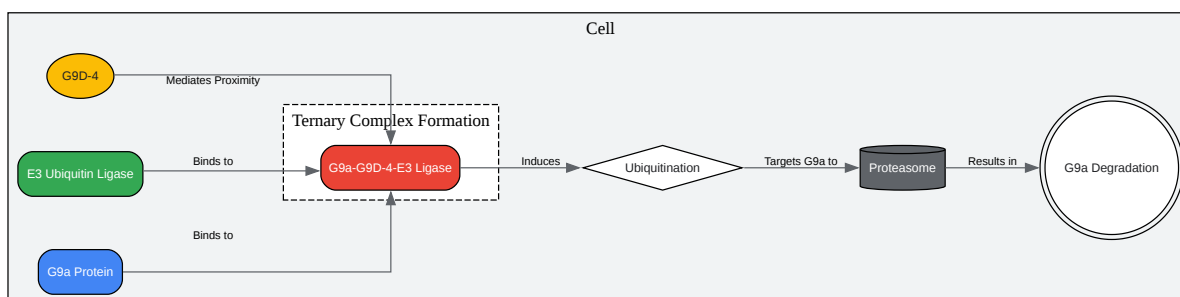 Cell
G9D-4
Mediates Proximity
Ternary Complex Formation
E3 Ubiquitin Ligase
Binds to
G9a-G9D-4-E3 Ligase
Induces
Ubiquitination
Targets G9a to
Proteasome
Results in
G9a Degradation
Binds to
G9a Protein